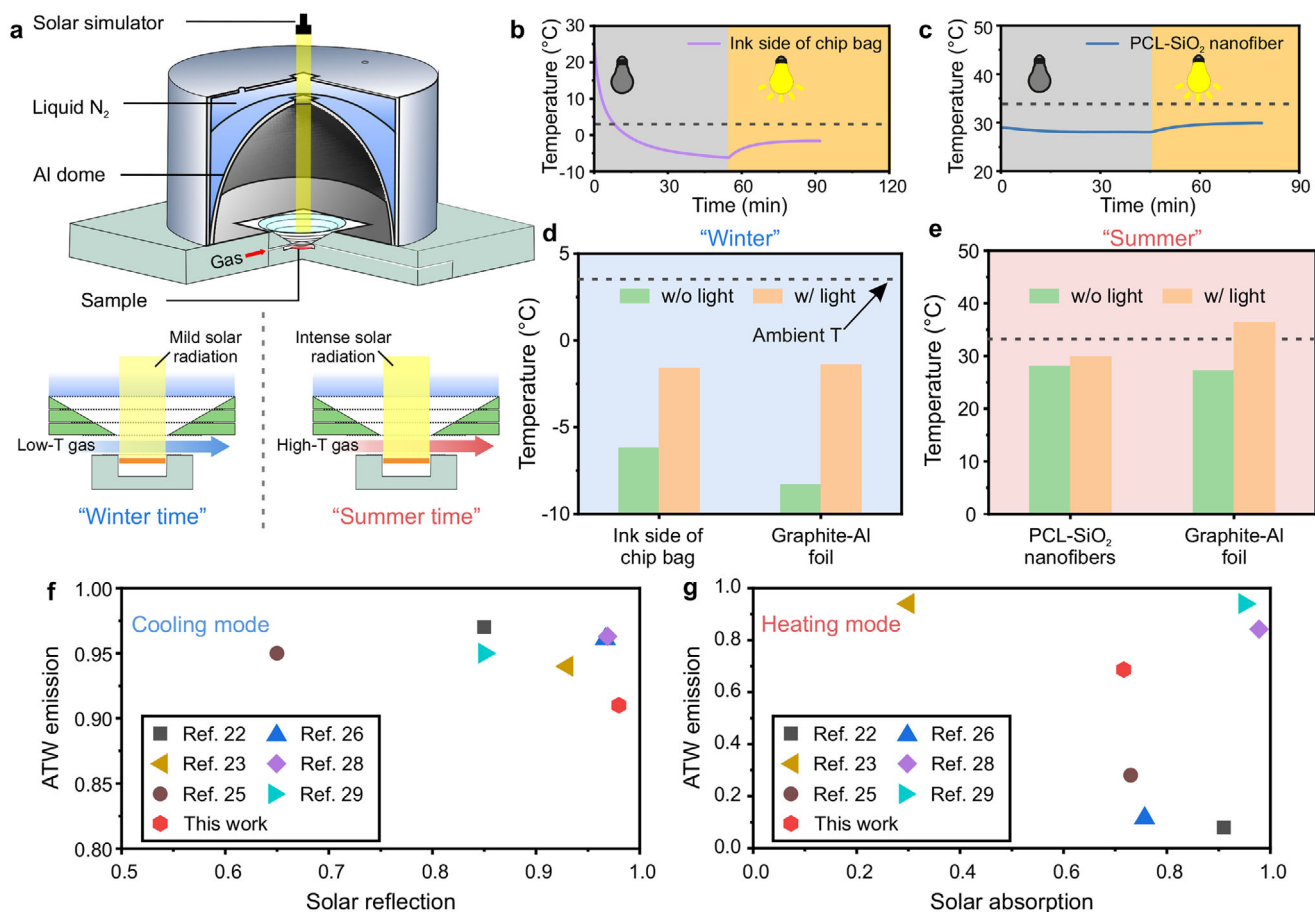 a
Solar simulator
Liquid N₂
Al dome
Gas
Sample
Mild solar
radiation
Low-T gas
“Winter time”
Intense solar
radiation
High-T gas
“Summer time”
b
Temperature (°C)
30
20
10
0
-10
Ink side of chip bag
0 30 60 90 120
Time (min)
c
Temperature (°C)
50
40
30
20
PCL-SiO₂ nanofiber
0 30 60 90
Time (min)
d
“Winter”
Temperature (°C)
5
0
-5
-10
w/o light
w/ light
Ambient T
Ink side of
chip bag
Graphite-Al
foil
e
“Summer”
Temperature (°C)
50
40
30
20
10
0
w/o light
w/ light
PCL-SiO₂
nanofibers
Graphite-Al
foil
f
ATW emission
1.00
0.95
0.90
0.85
0.80
Cooling mode
Ref. 22
Ref. 26
Ref. 23
Ref. 28
Ref. 25
Ref. 29
This work
0.5 0.6 0.7 0.8 0.9 1.0
Solar reflection
g
ATW emission
1.0
0.8
0.6
0.4
0.2
0.0
Heating mode
Ref. 22
Ref. 26
Ref. 23
Ref. 28
Ref. 25
Ref. 29
This work
0.0 0.2 0.4 0.6 0.8 1.0
Solar absorption